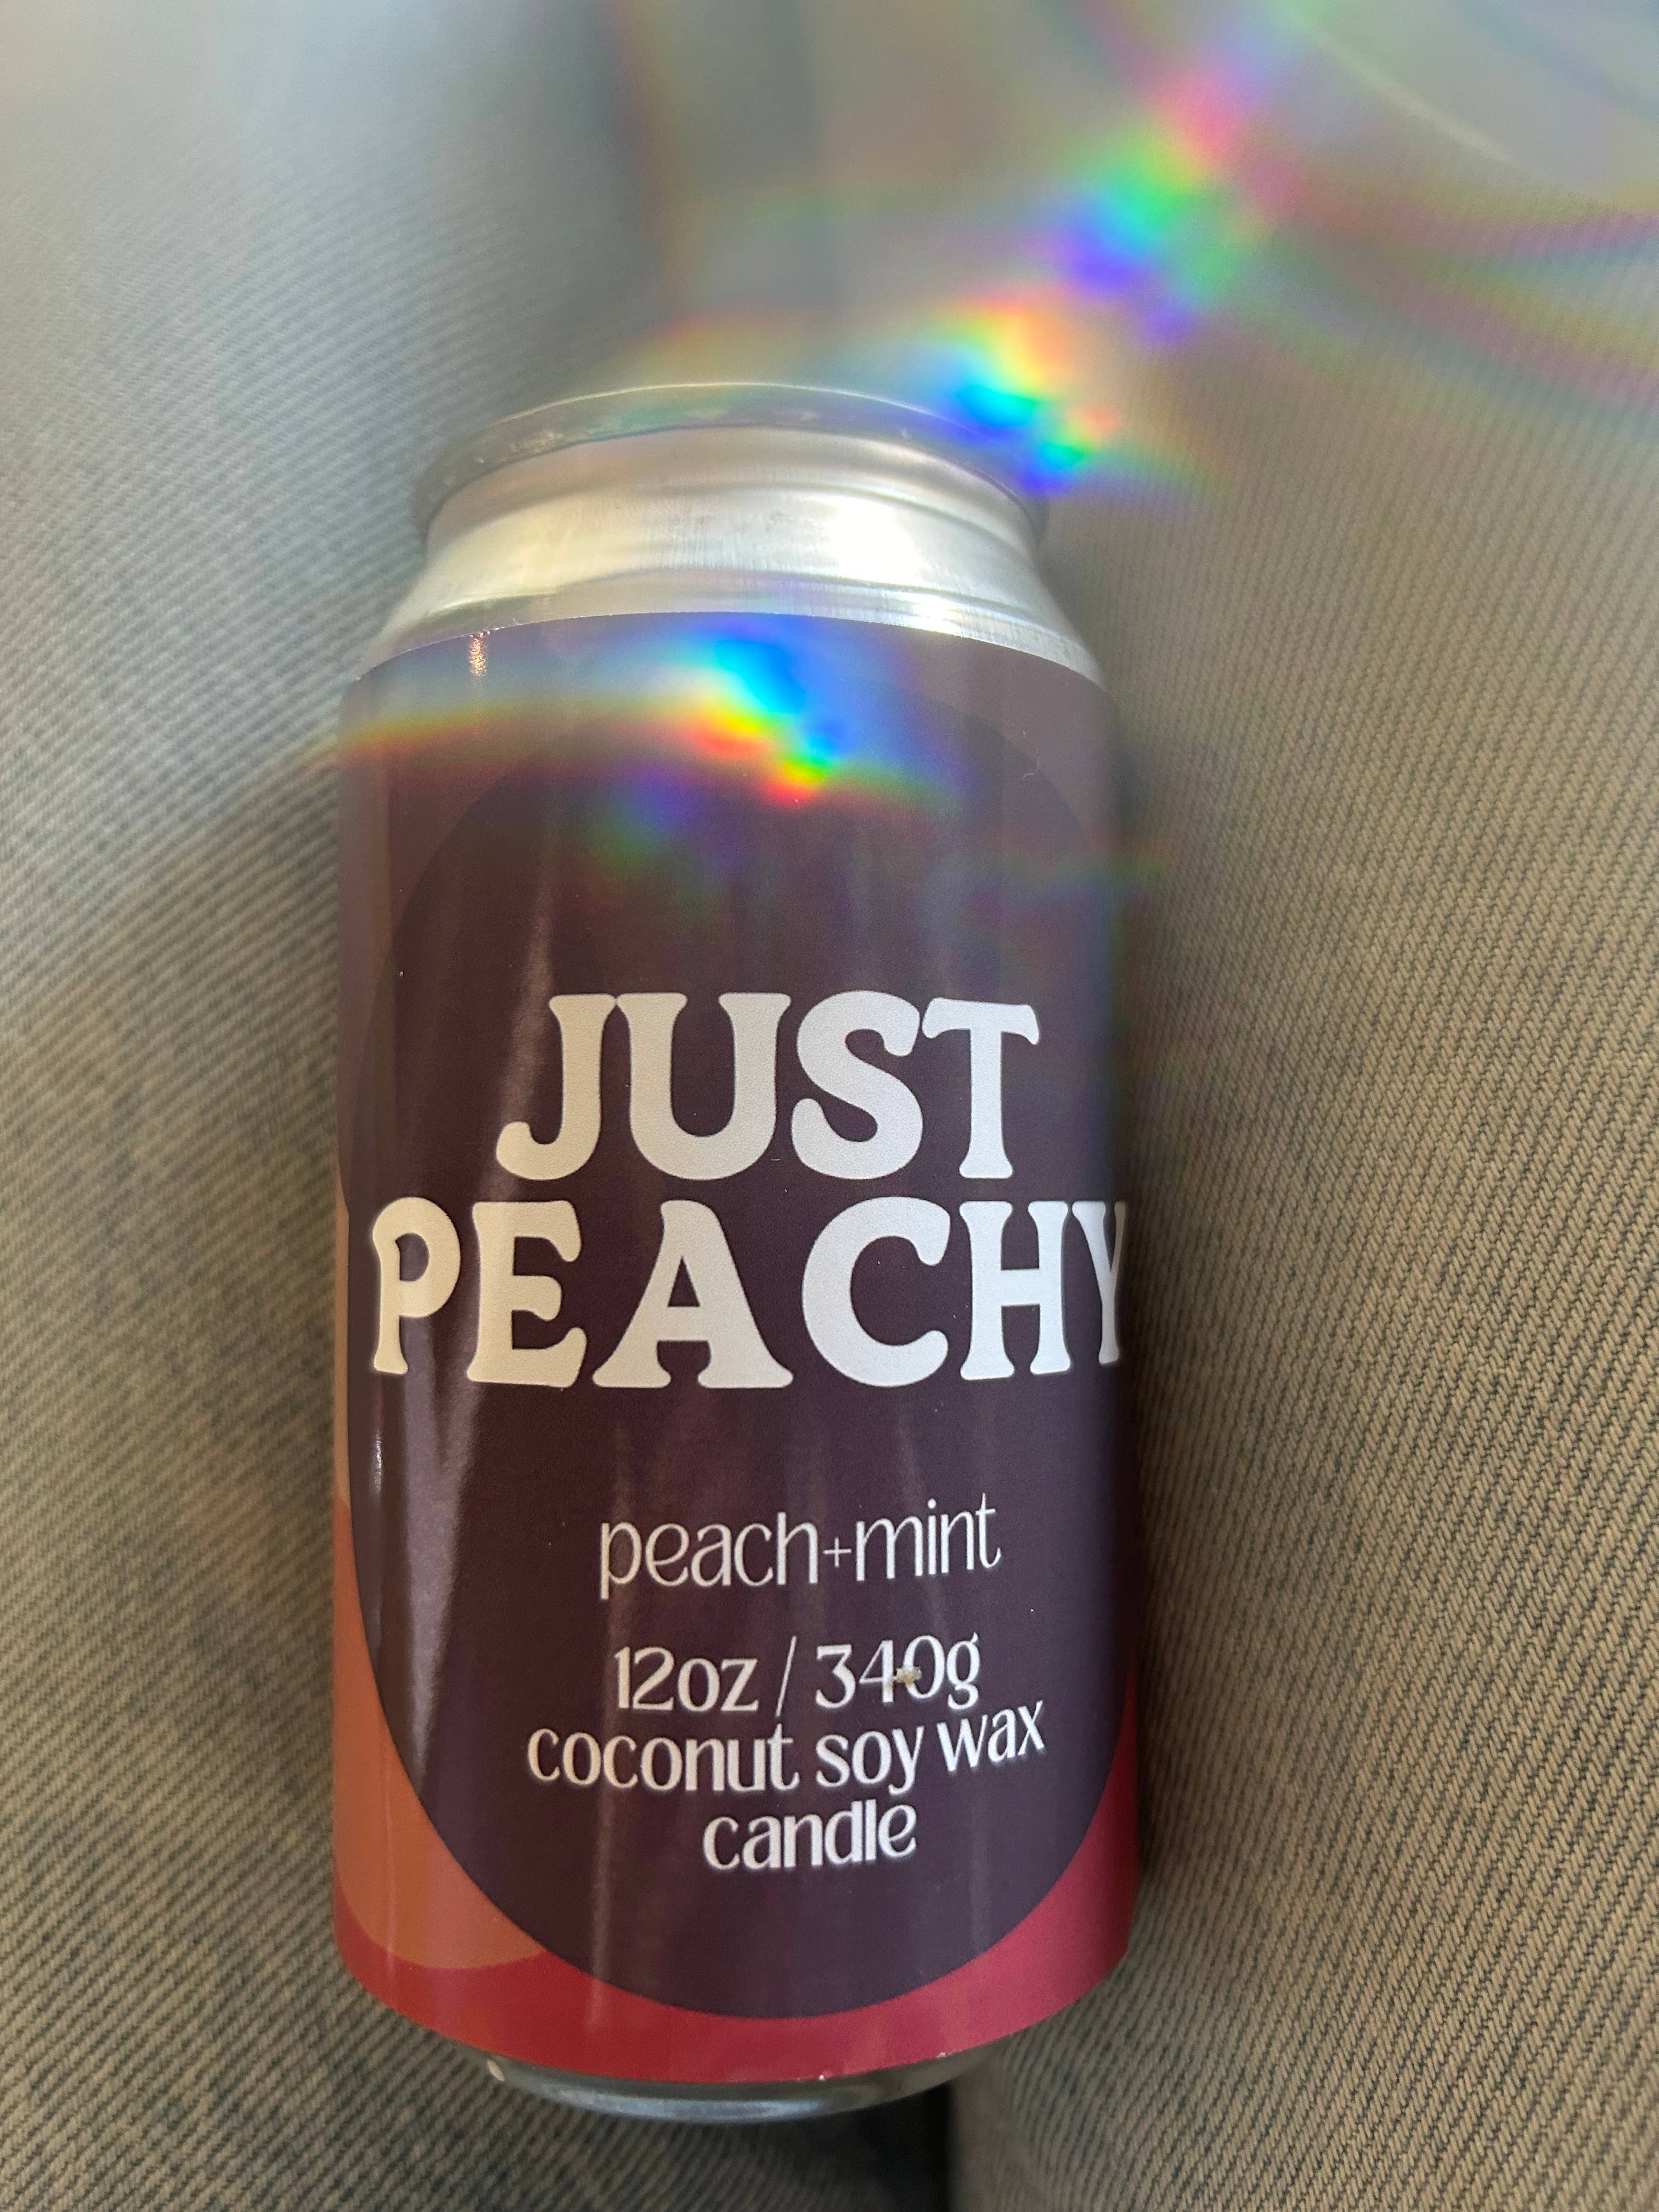 JUST
PEACHY
peach+mint
12oz / 340g
coconut soy wax
candle